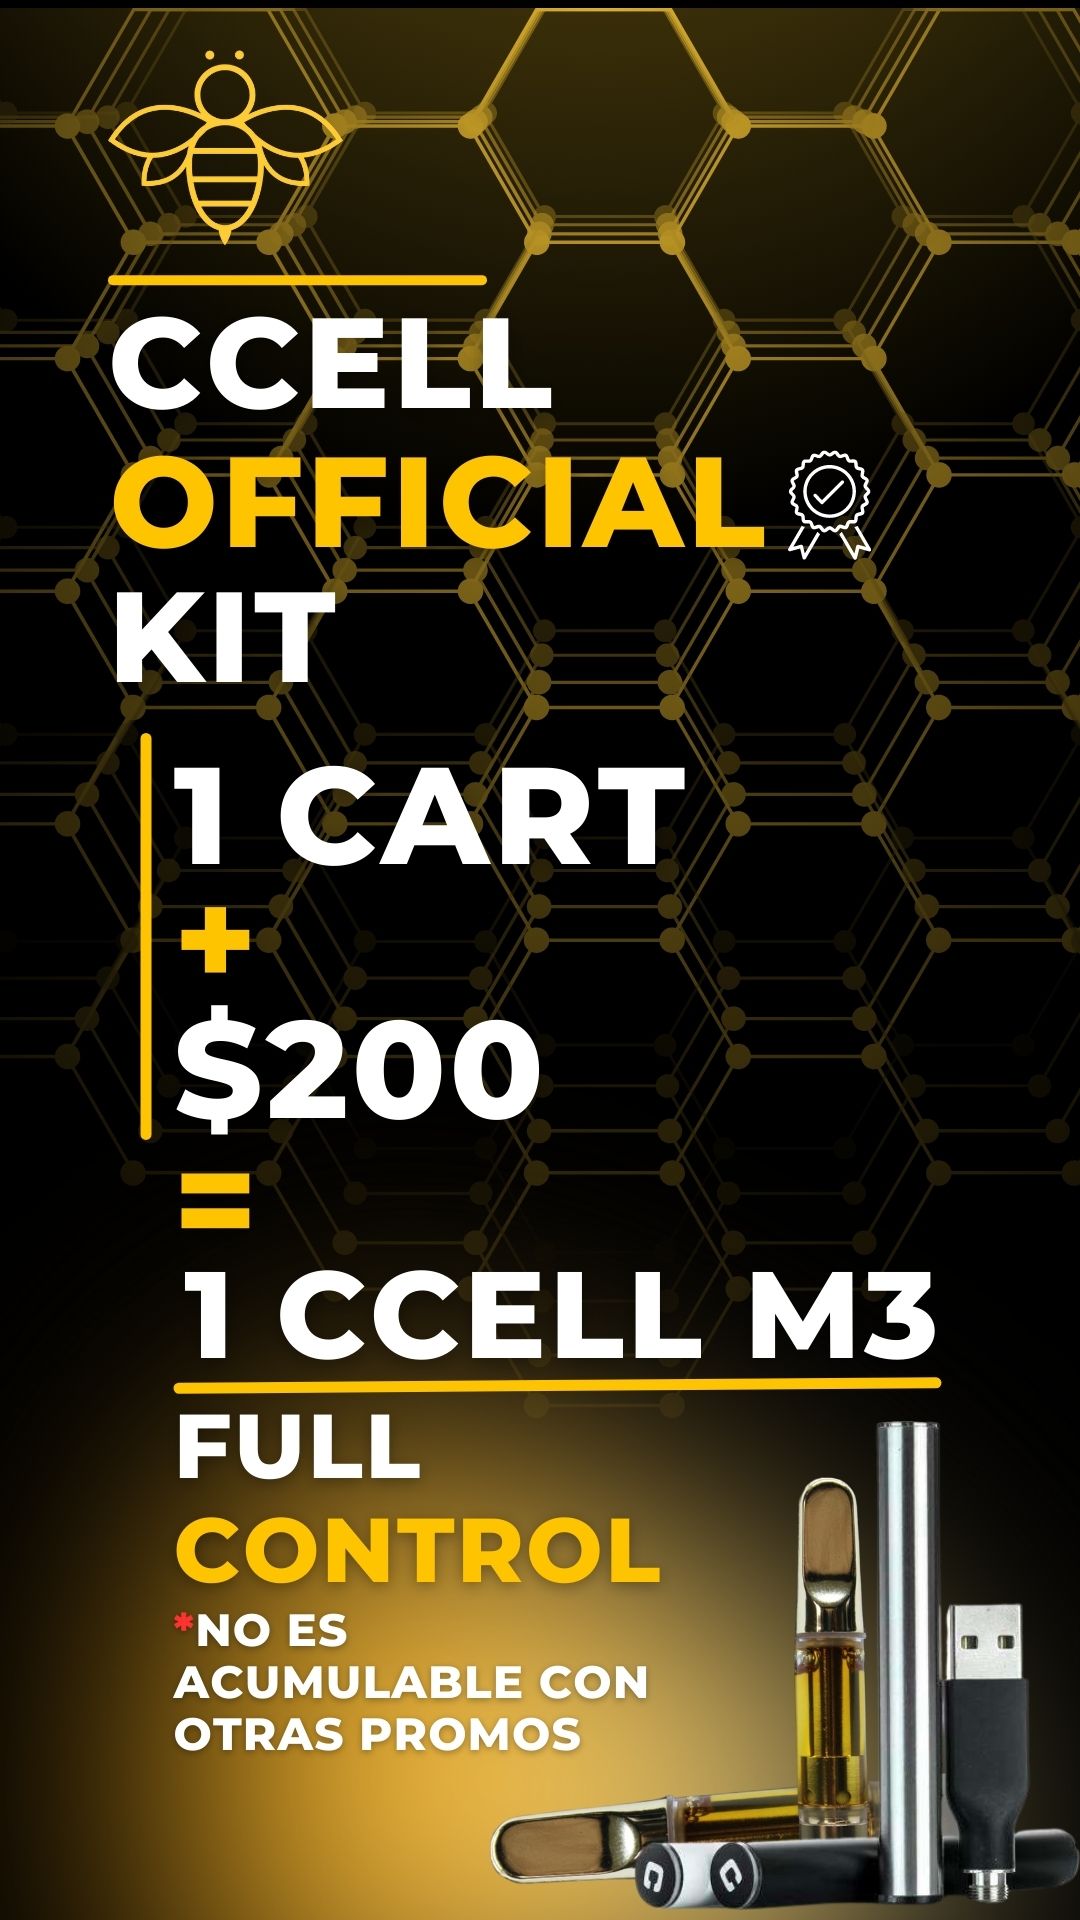 CCELL
OFFICIAL
KIT
1 CART
+
$200
=
1 CCELL M3
FULL
CONTROL
*NO ES
ACUMULABLE CON
OTRAS PROMOS